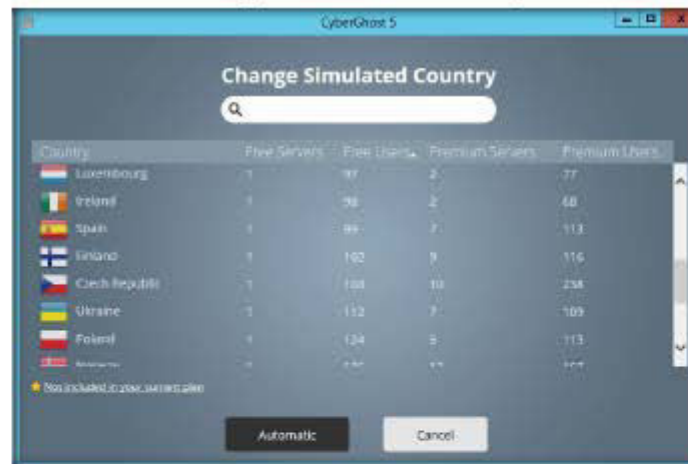 CyberGhost 5
Change Simulated Country
Country Free Servers Free Users Premium Servers Premium Users
Luxembourg 1 97 2 77
Ireland 1 98 2 68
Spain 1 99 7 113
Finland 1 102 9 116
Czech Republic 1 10 238
Ukraine 1 112 7 109
Poland 1 124 113
Norway 1
Not included in your current plan
Automatic Cancel